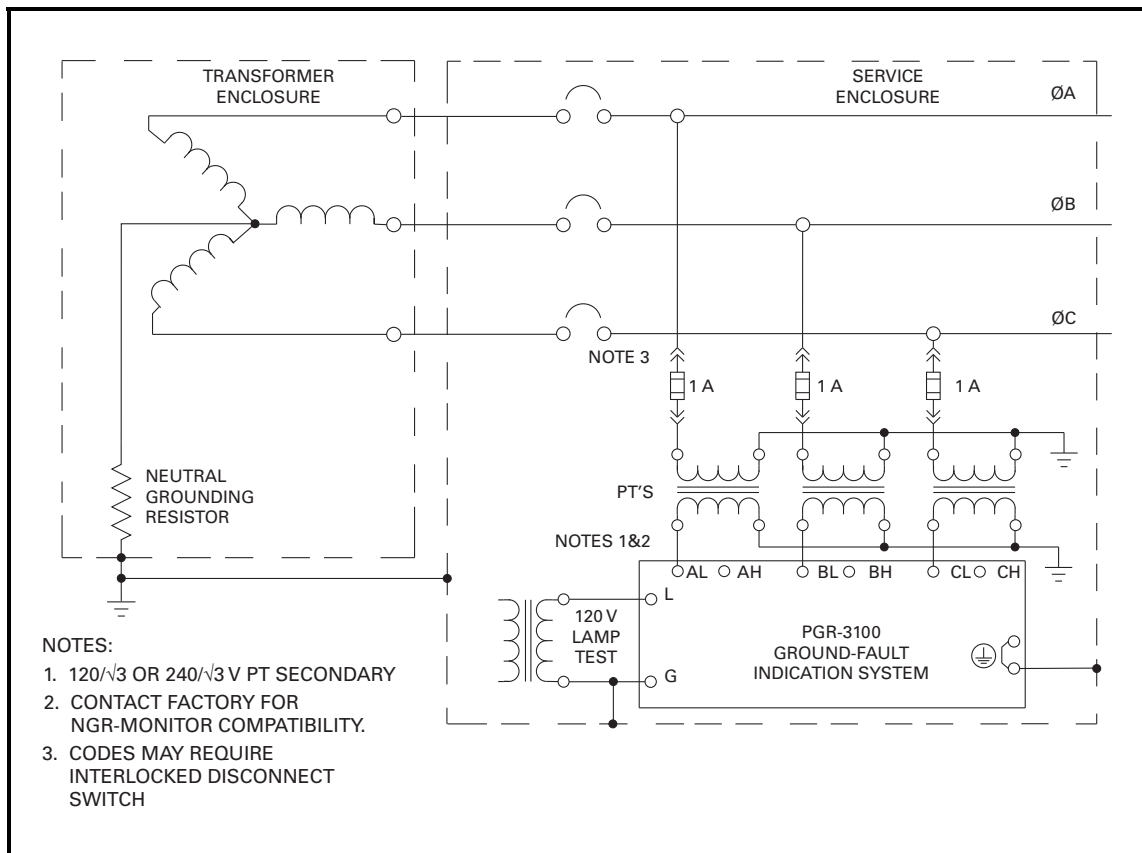 TRANSFORMER
ENCLOSURE
SERVICE
ENCLOSURE
ØA
ØB
ØC
NOTE 3
1 A
1 A
1 A
NEUTRAL
GROUNDING
RESISTOR
PT'S
NOTES 1&2
AL AH BL BH CL CH
L
120 V
LAMP
TEST
G
PGR-3100
GROUND-FAULT
INDICATION SYSTEM
NOTES:
1. 120/√3 OR 240/√3 V PT SECONDARY
2. CONTACT FACTORY FOR
NGR-MONITOR COMPATIBILITY.
3. CODES MAY REQUIRE
INTERLOCKED DISCONNECT
SWITCH